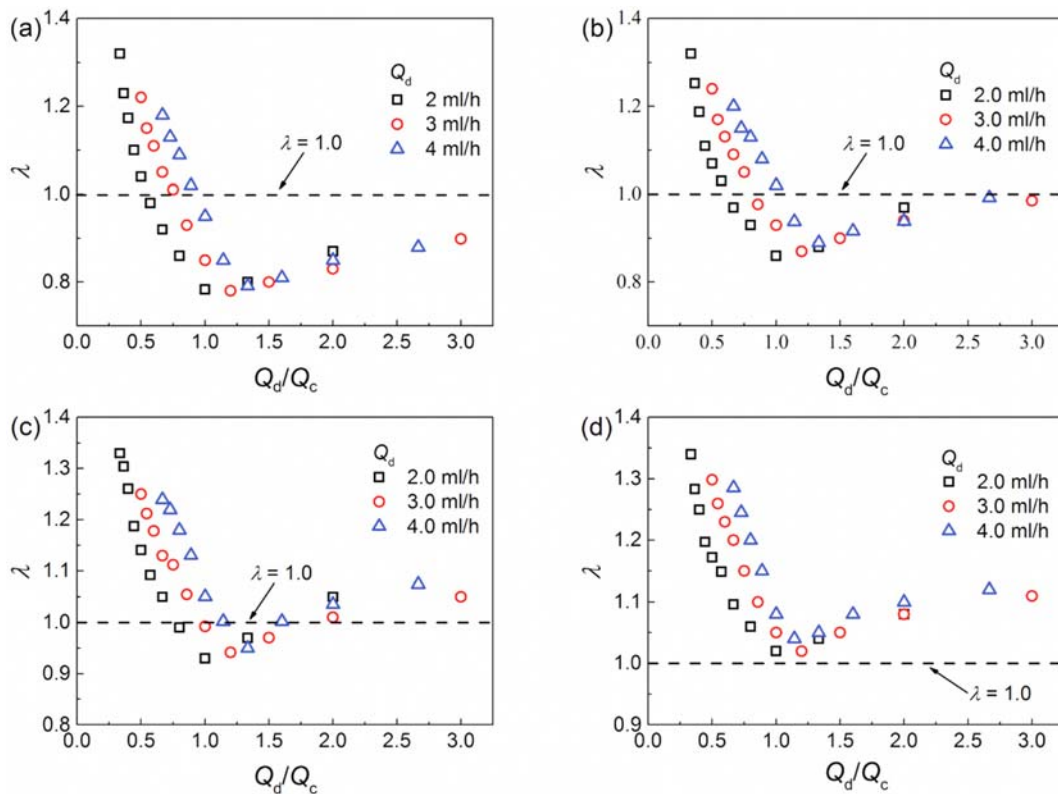 (a)
1.4
1.2
1.0
0.8
λ
Q_d
2 ml/h
3 ml/h
4 ml/h
λ = 1.0
0.0 0.5 1.0 1.5 2.0 2.5 3.0
Q_d/Q_c
(b)
1.4
1.2
1.0
0.8
λ
Q_d
2.0 ml/h
3.0 ml/h
4.0 ml/h
λ = 1.0
0.0 0.5 1.0 1.5 2.0 2.5 3.0
Q_d/Q_c
(c)
1.4
1.3
1.2
1.1
1.0
0.9
0.8
λ
Q_d
2.0 ml/h
3.0 ml/h
4.0 ml/h
λ = 1.0
0.0 0.5 1.0 1.5 2.0 2.5 3.0
Q_d/Q_c
(d)
1.4
1.3
1.2
1.1
1.0
0.9
λ
Q_d
2.0 ml/h
3.0 ml/h
4.0 ml/h
λ = 1.0
0.0 0.5 1.0 1.5 2.0 2.5 3.0
Q_d/Q_c